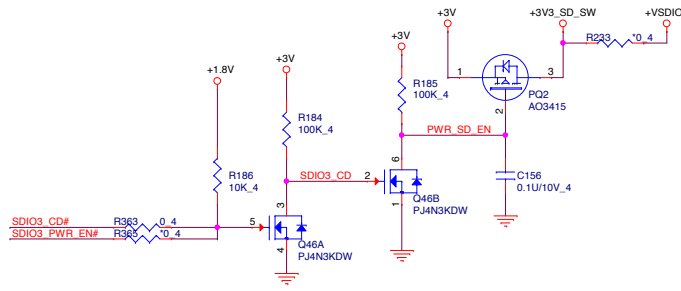 +3V
+3V3_SD_SW
+VSDIO
+3V
R233
*0_4
+3V
+1.8V
1
3
R185
100K_4
PQ2
AO3415
R184
100K_4
2
PWR_SD_EN
R186
10K_4
SDIO3_CD
2
6
C156
0.1U/10V_4
1
Q46B
PJ4N3KDW
SDIO3_CD#
R363
0_4
3
5
SDIO3_PWR_EN#
R365
*0_4
4
Q46A
PJ4N3KDW